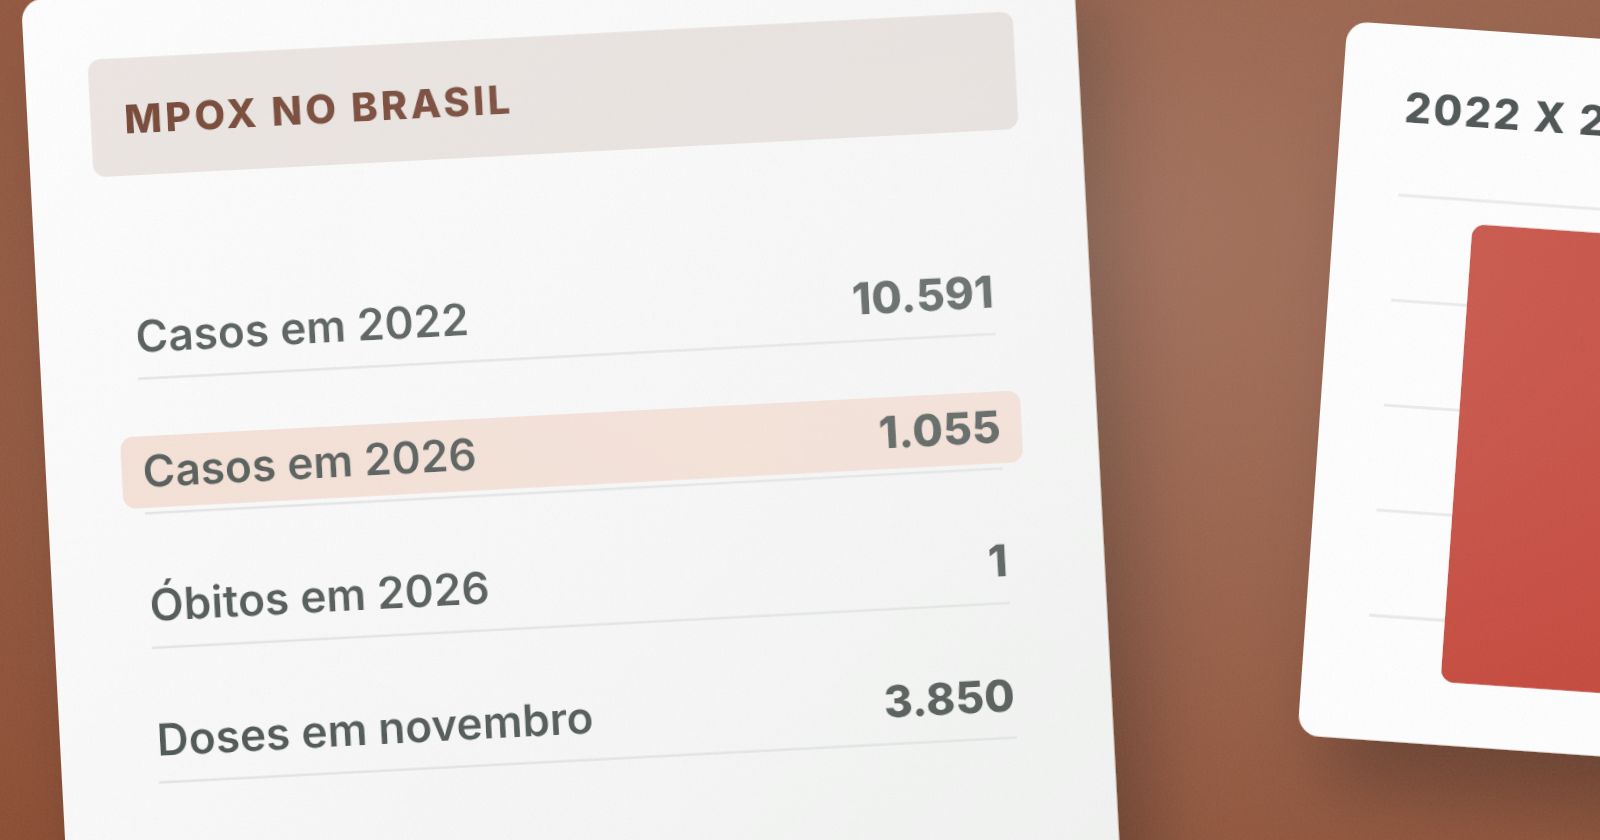 MPOX NO BRASIL
Casos em 2022 10.591
Casos em 2026 1.055
Óbitos em 2026 1
Doses em novembro 3.850
2022 X 2